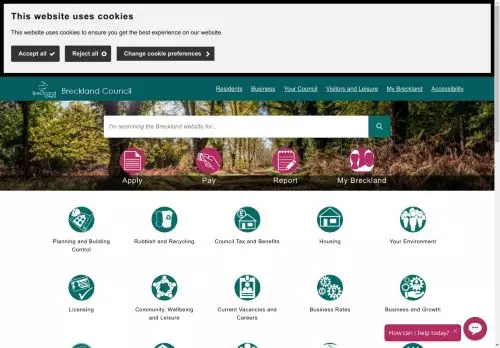 This website uses cookies
This website uses cookies to ensure you get the best experience on our website.
Accept all
Reject all
Change cookie preferences
Breckland
Breckland Council
Residents
Business
Your Council
Visitors and Leisure
My Breckland
Accessibility
I'm searching the Breckland website for...
Apply
Pay
Report
My Breckland
Planning and Building
Control
Rubbish and Recycling
Council Tax and Benefits
Housing
Your Environment
Licensing
Community, Wellbeing
and Leisure
Current Vacancies and
Careers
Business Rates
Business and Growth
How can I help today?